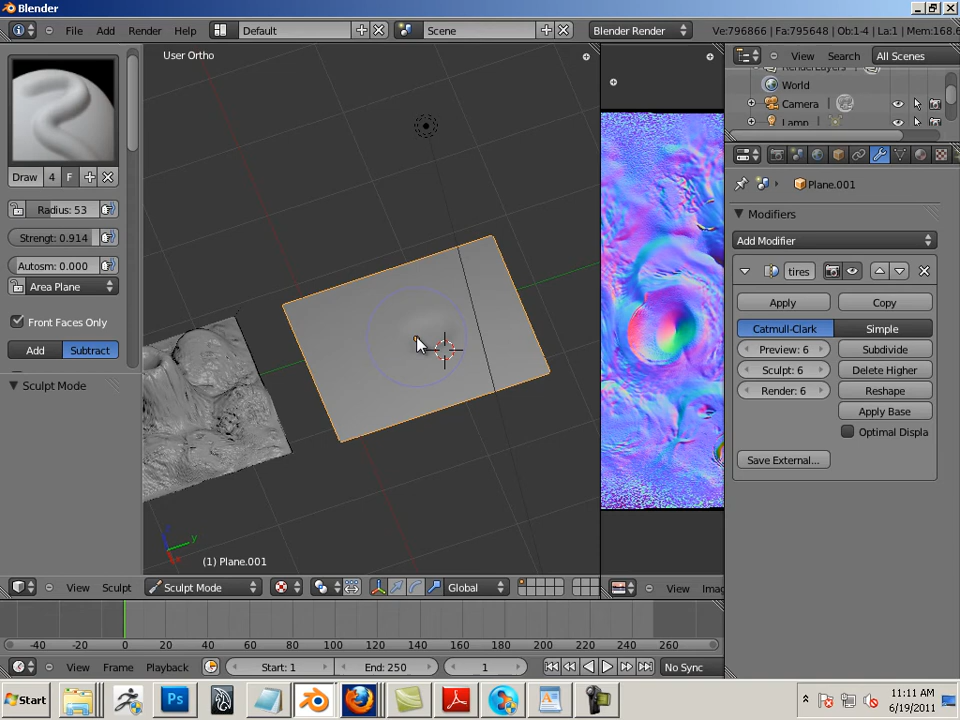 Blender
File Add Render Help Default Scene Blender Render Ve:796866 | Fa:795648 | Ob:1-4 | La:1 | Mem:168.6
User Ortho
View Search All Scenes
World
Camera
Lamp
Draw 4 F
Plane.001
Radius: 53
Modifiers
Strengt: 0.914
Add Modifier
Autosm: 0.000
tires
Area Plane
Apply Copy
Front Faces Only
Catmull-Clark Simple
Add Subtract
Preview: 6 Subdivide
Sculpt: 6 Delete Higher
Sculpt Mode
Render: 6 Reshape
Apply Base
Optimal Displa
Save External...
z
y
(1) Plane.001
View Sculpt Sculpt Mode Global View Imag
-40 -20 0 20 40 60 80 100 120 140 160 180 200 220 240 260
View Frame Playback Start: 1 End: 250 1 No Sync
Start Ps 11:11 AM
6/19/2011